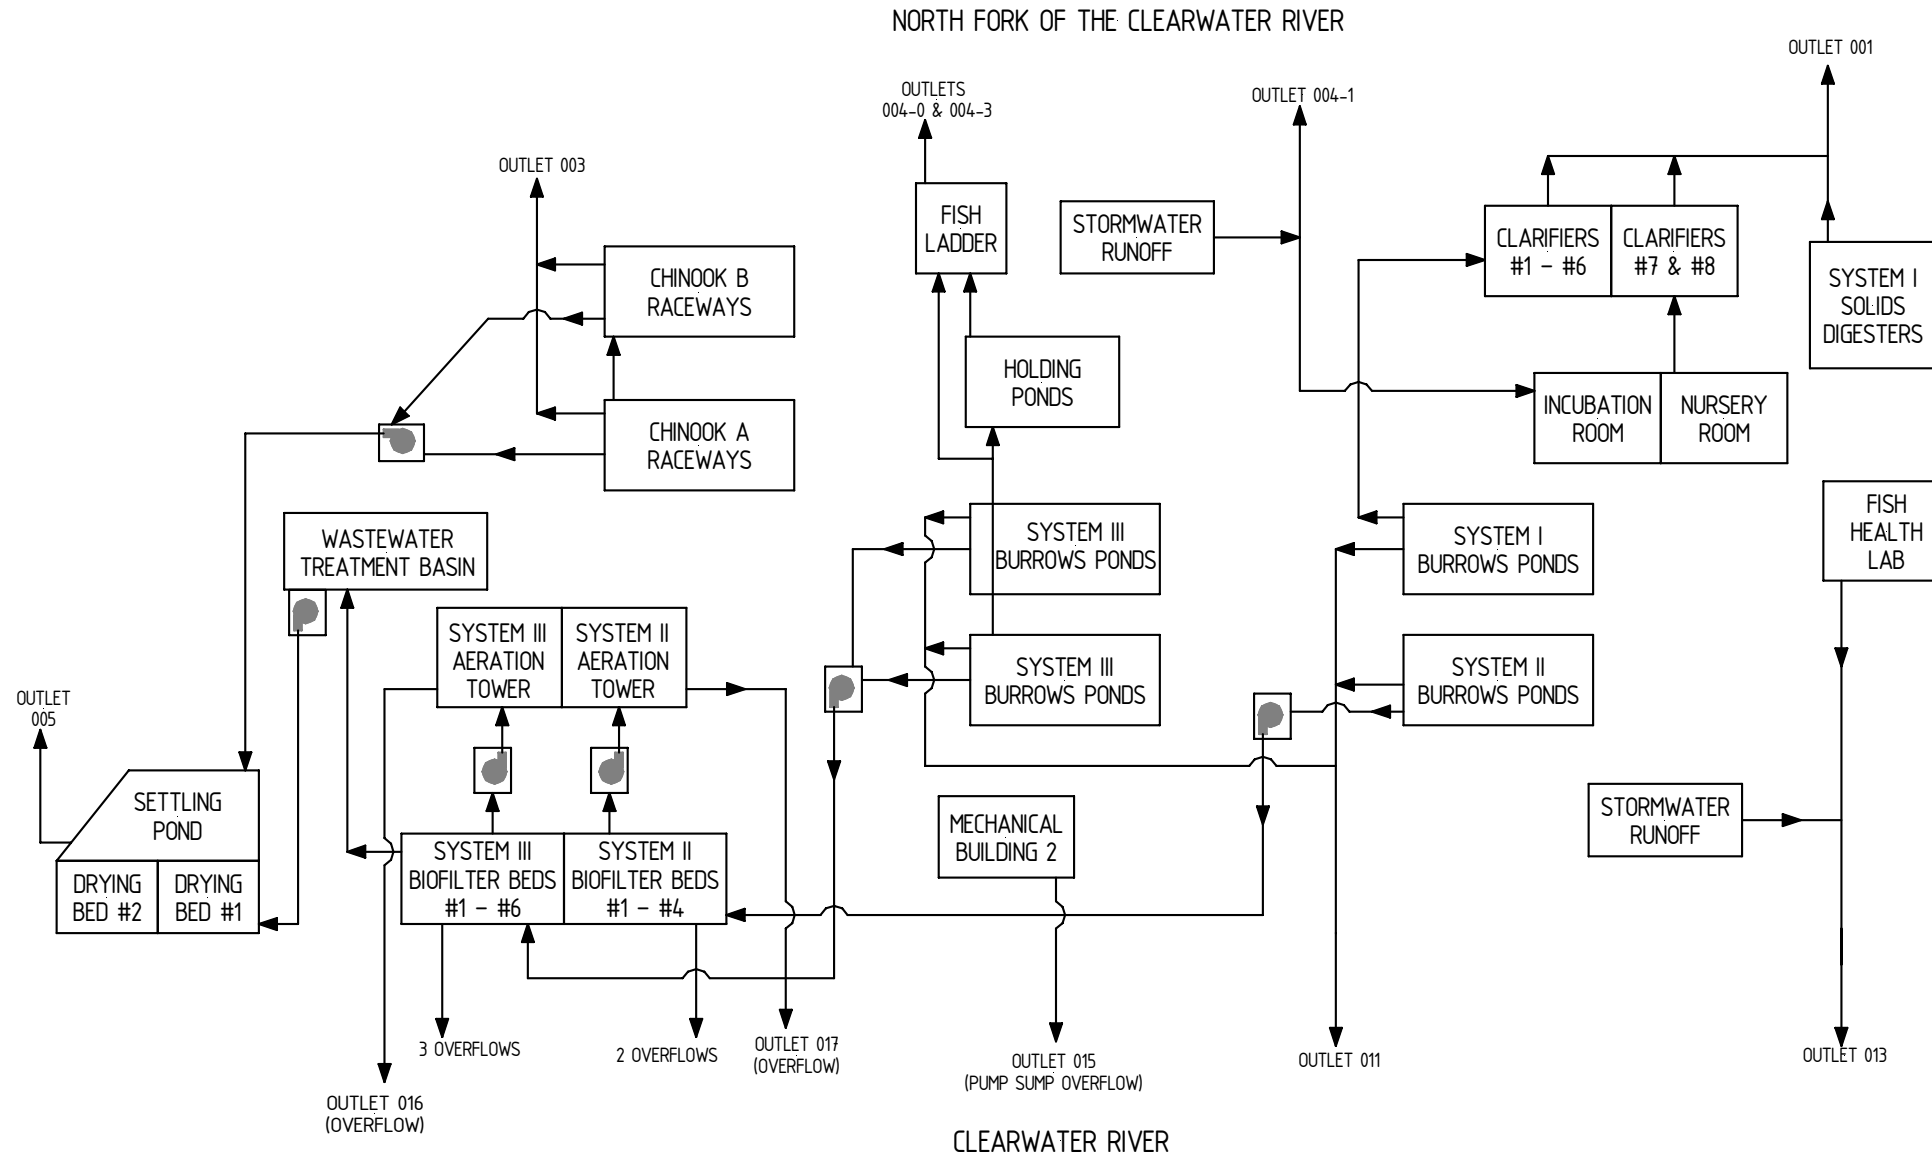 NORTH FORK OF THE CLEARWATER RIVER
OUTLET 001
OUTLETS
004-0 & 004-3
OUTLET 004-1
OUTLET 003
FISH
LADDER
STORMWATER
RUNOFF
CLARIFIERS
#1 - #6
CLARIFIERS
#7 & #8
SYSTEM I
SOLIDS
DIGESTERS
CHINOOK B
RACEWAYS
HOLDING
PONDS
INCUBATION
ROOM
NURSERY
ROOM
CHINOOK A
RACEWAYS
WASTEWATER
TREATMENT BASIN
SYSTEM III
BURROWS PONDS
SYSTEM I
BURROWS PONDS
FISH
HEALTH
LAB
SYSTEM III
AERATION
TOWER
SYSTEM II
AERATION
TOWER
SYSTEM III
BURROWS PONDS
SYSTEM II
BURROWS PONDS
OUTLET
005
SETTLING
POND
DRYING
BED #2
DRYING
BED #1
SYSTEM III
BIOFILTER BEDS
#1 - #6
SYSTEM II
BIOFILTER BEDS
#1 - #4
MECHANICAL
BUILDING 2
STORMWATER
RUNOFF
3 OVERFLOWS
2 OVERFLOWS
OUTLET 017
(OVERFLOW)
OUTLET 015
(PUMP SUMP OVERFLOW)
OUTLET 011
OUTLET 013
OUTLET 016
(OVERFLOW)
CLEARWATER RIVER